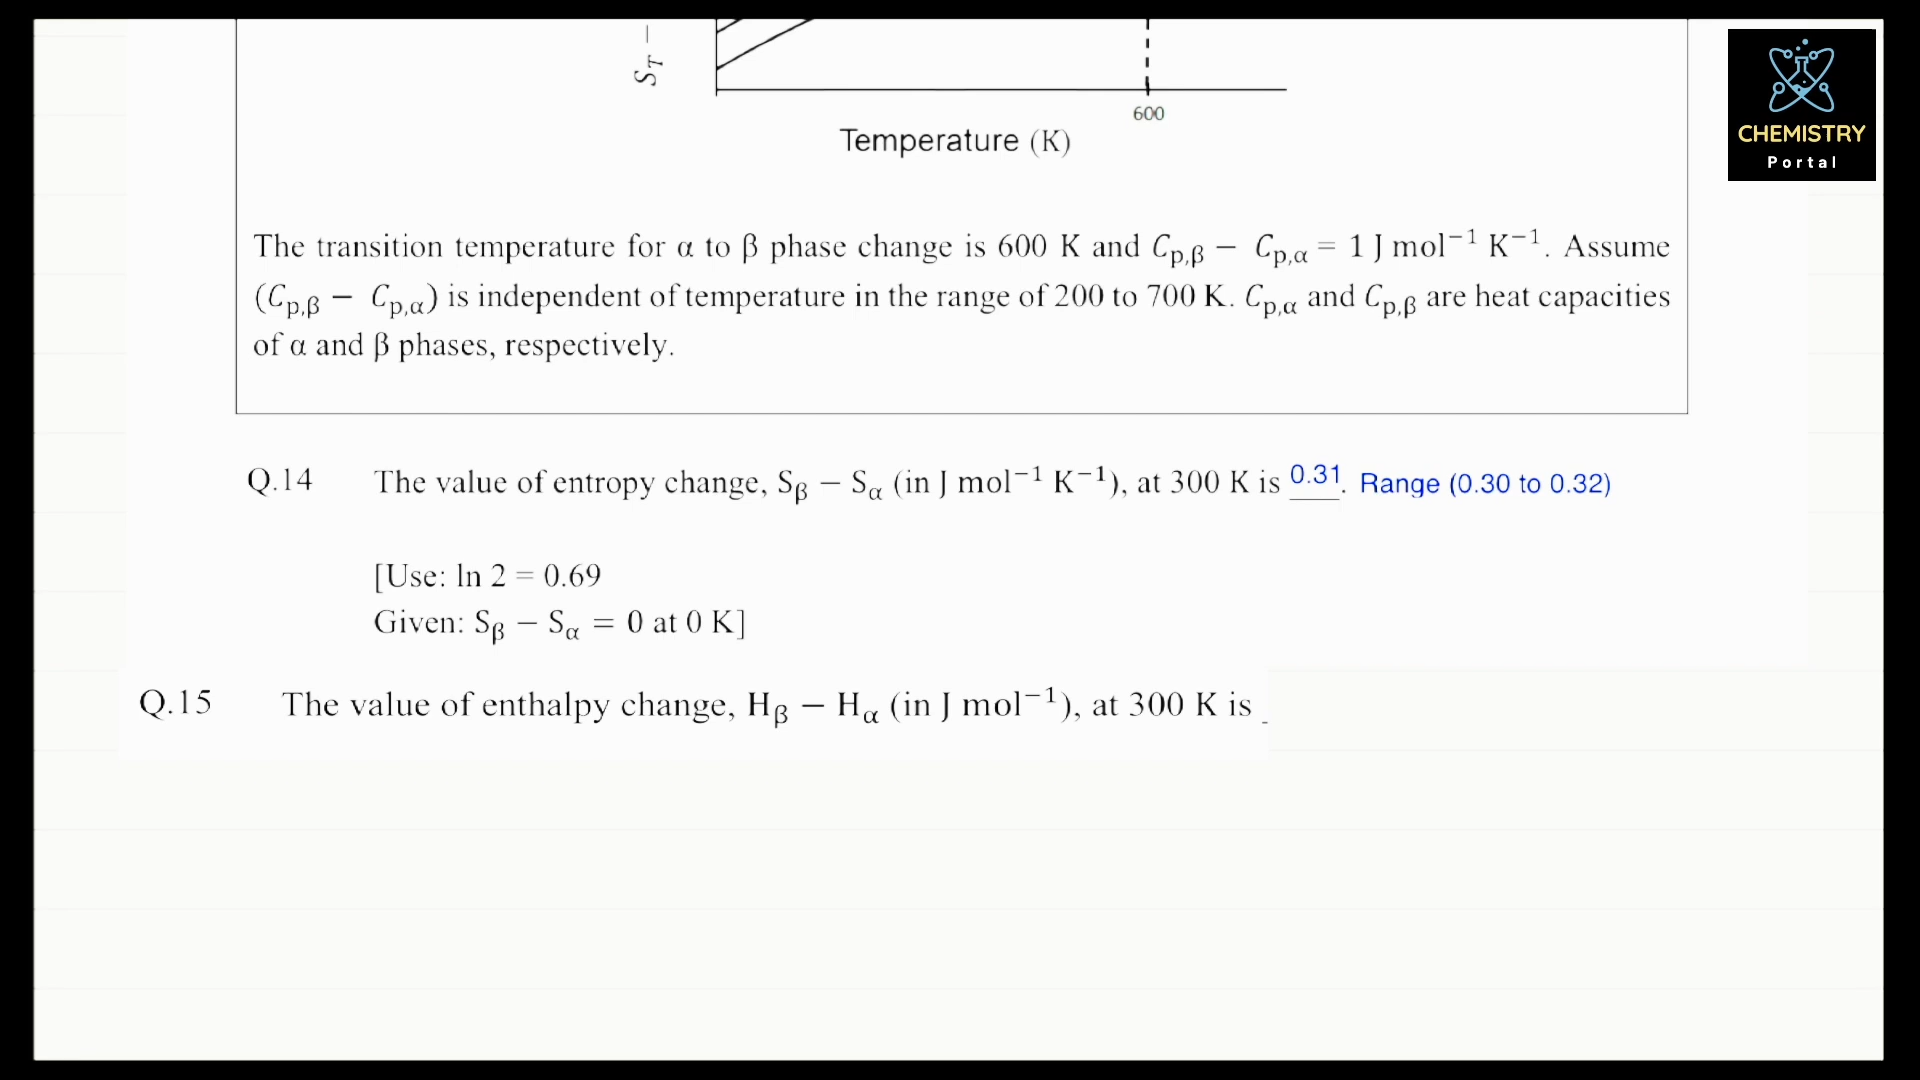 S_T –
600
Temperature (K)
CHEMISTRY
Portal
The transition temperature for α to β phase change is 600 K and C_p,β − C_p,α = 1 J mol⁻¹ K⁻¹. Assume
(C_p,β − C_p,α) is independent of temperature in the range of 200 to 700 K. C_p,α and C_p,β are heat capacities
of α and β phases, respectively.
Q.14 The value of entropy change, S_β − S_α (in J mol⁻¹ K⁻¹), at 300 K is 0.31. Range (0.30 to 0.32)
[Use: ln 2 = 0.69
Given: S_β − S_α = 0 at 0 K]
Q.15 The value of enthalpy change, H_β − H_α (in J mol⁻¹), at 300 K is _